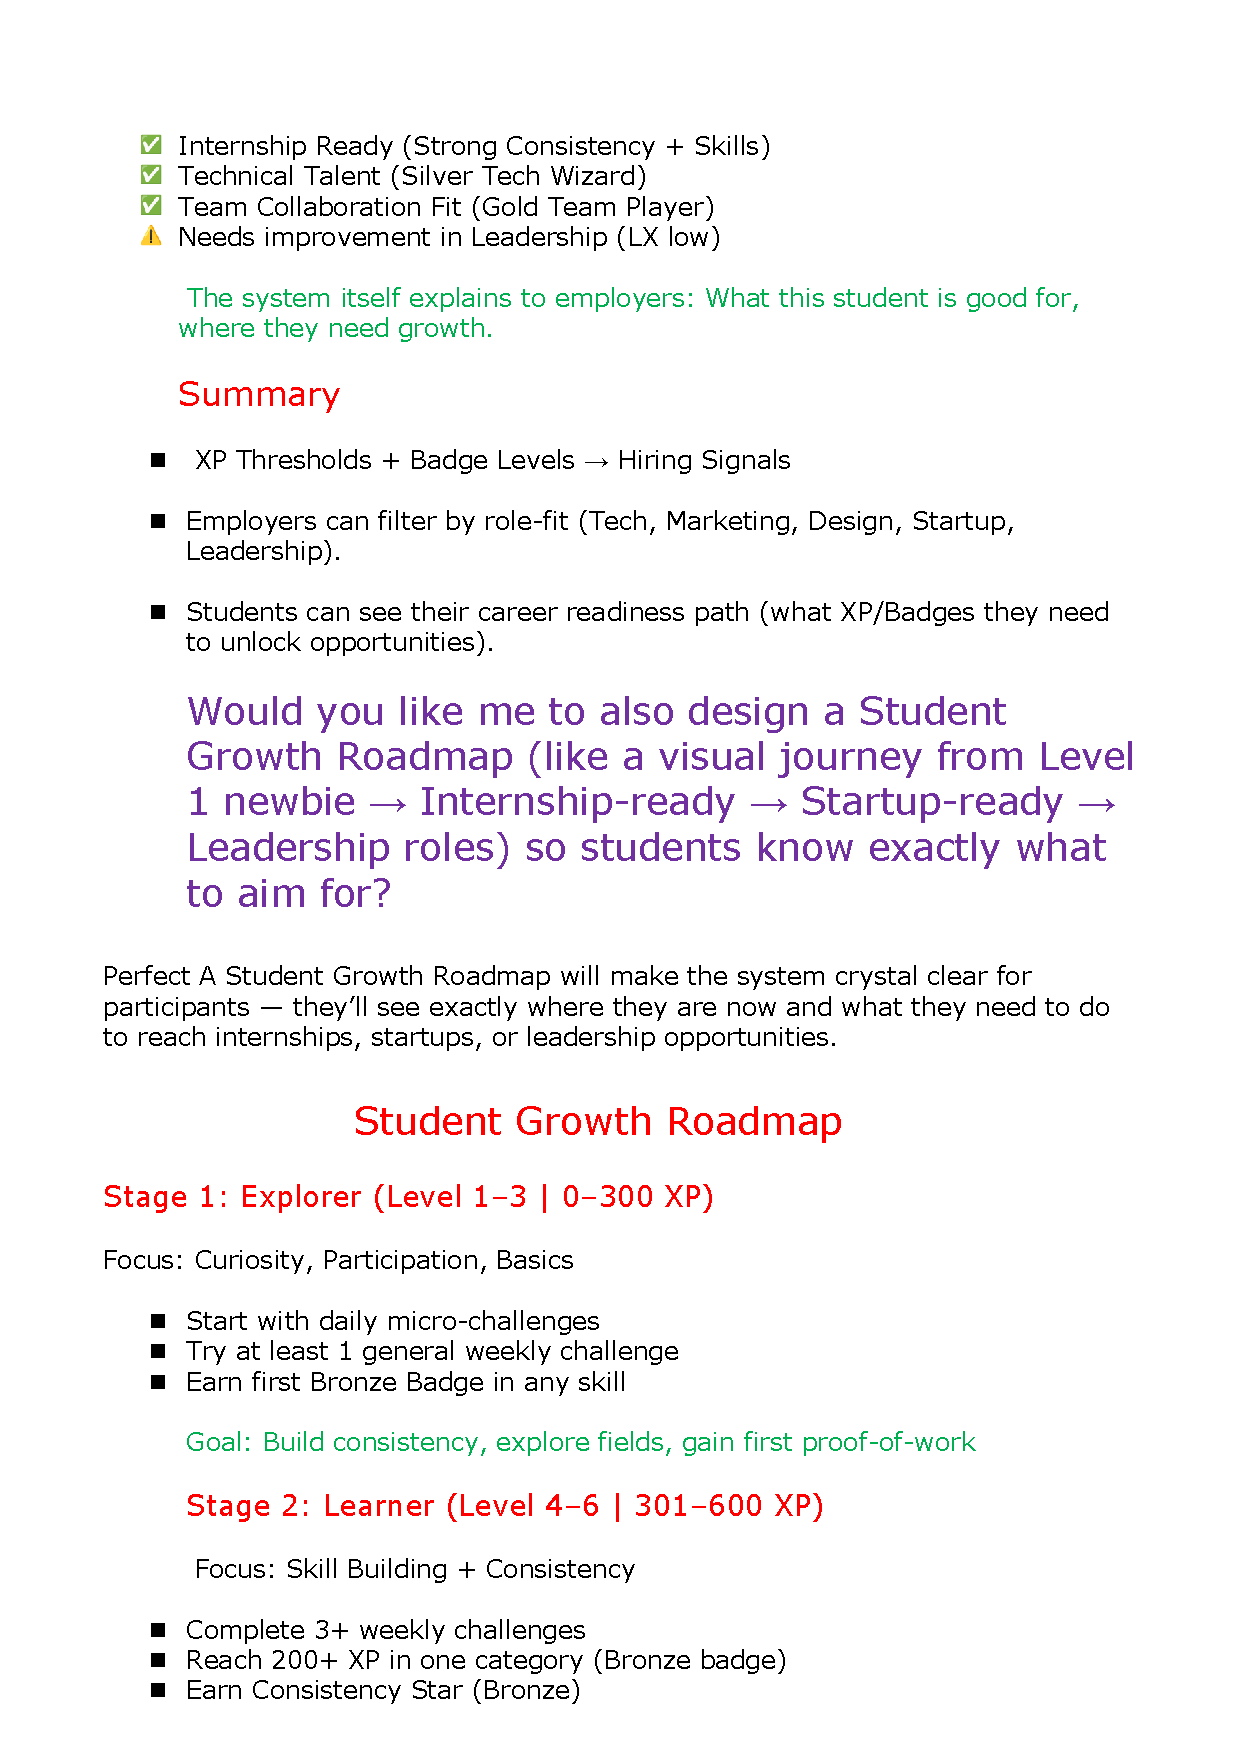 ✅ Internship Ready (Strong Consistency + Skills)
✅ Technical Talent (Silver Tech Wizard)
✅ Team Collaboration Fit (Gold Team Player)
⚠️ Needs improvement in Leadership (LX low)
The system itself explains to employers: What this student is good for,
where they need growth.
Summary
■ XP Thresholds + Badge Levels → Hiring Signals
■ Employers can filter by role-fit (Tech, Marketing, Design, Startup,
Leadership).
■ Students can see their career readiness path (what XP/Badges they need
to unlock opportunities).
Would you like me to also design a Student
Growth Roadmap (like a visual journey from Level
1 newbie → Internship-ready → Startup-ready →
Leadership roles) so students know exactly what
to aim for?
Perfect A Student Growth Roadmap will make the system crystal clear for
participants — they’ll see exactly where they are now and what they need to do
to reach internships, startups, or leadership opportunities.
Student Growth Roadmap
Stage 1: Explorer (Level 1–3 | 0–300 XP)
Focus: Curiosity, Participation, Basics
■ Start with daily micro-challenges
■ Try at least 1 general weekly challenge
■ Earn first Bronze Badge in any skill
Goal: Build consistency, explore fields, gain first proof-of-work
Stage 2: Learner (Level 4–6 | 301–600 XP)
Focus: Skill Building + Consistency
■ Complete 3+ weekly challenges
■ Reach 200+ XP in one category (Bronze badge)
■ Earn Consistency Star (Bronze)